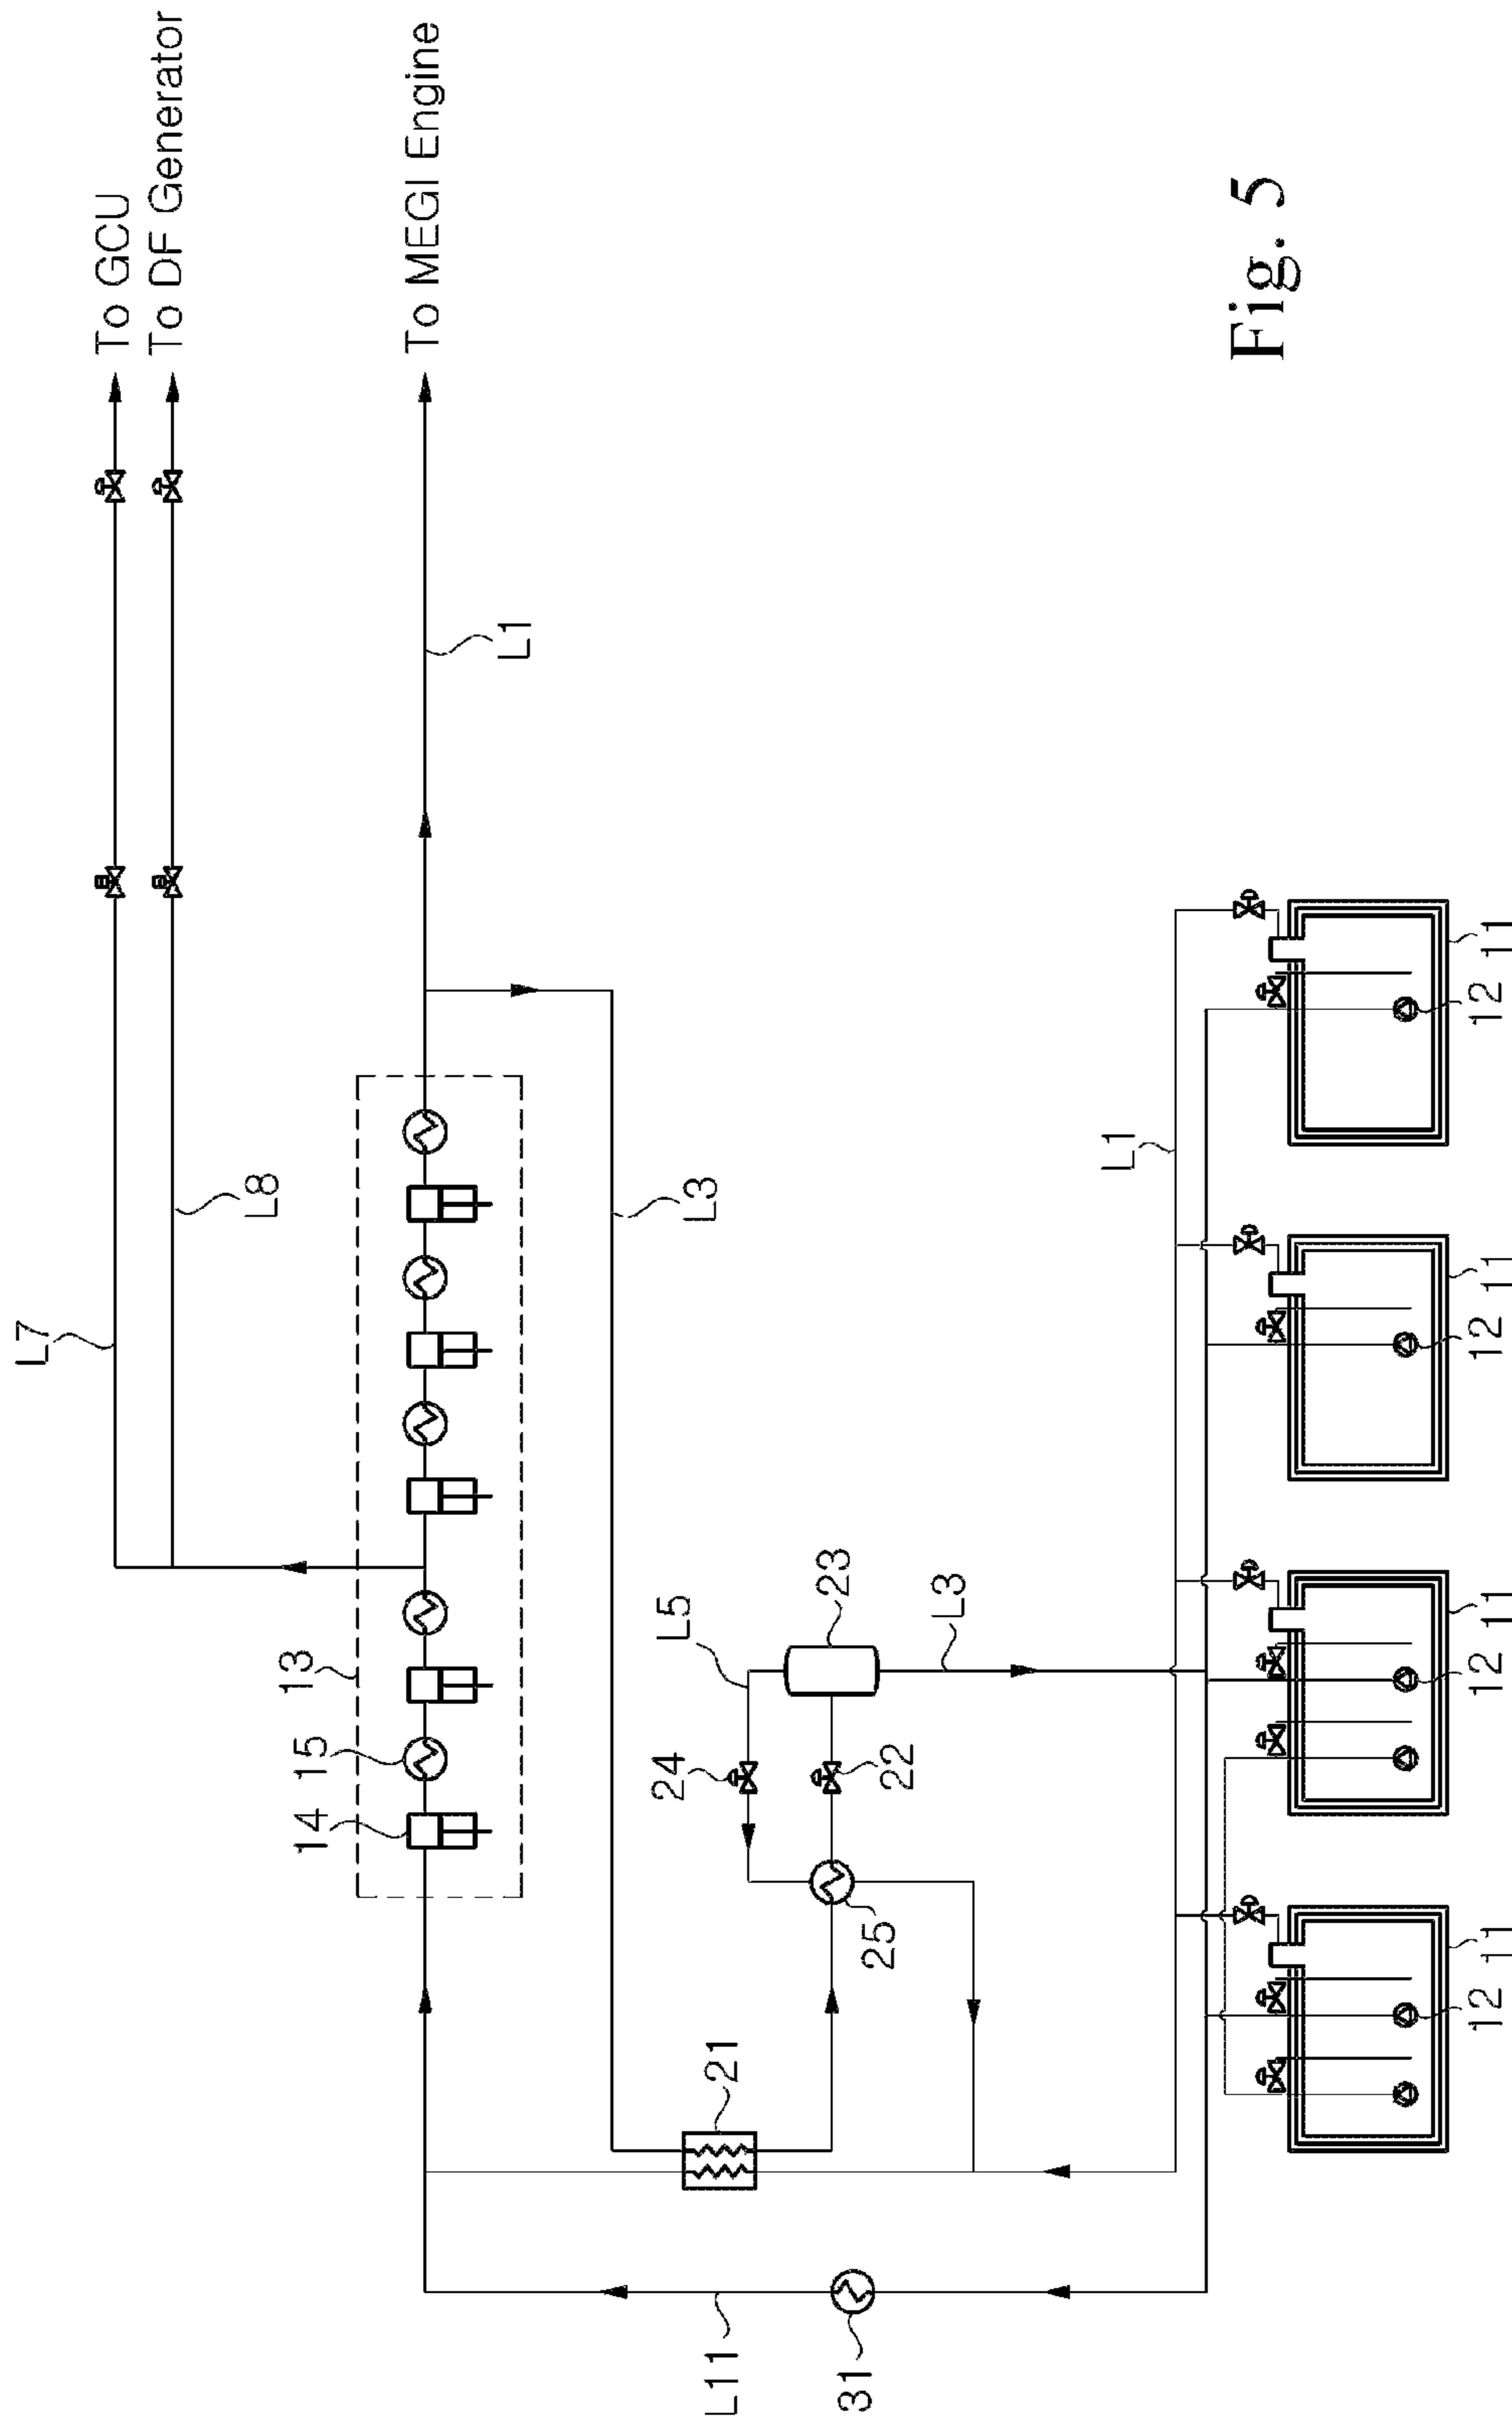 To GCU
To DF Generator
To MEGI Engine
L7
L8
L1
13
14
15
L3
L5
23
24
22
25
L3
21
L1
L11
31
11
12
11
12
11
12
11
12
Fig. 5